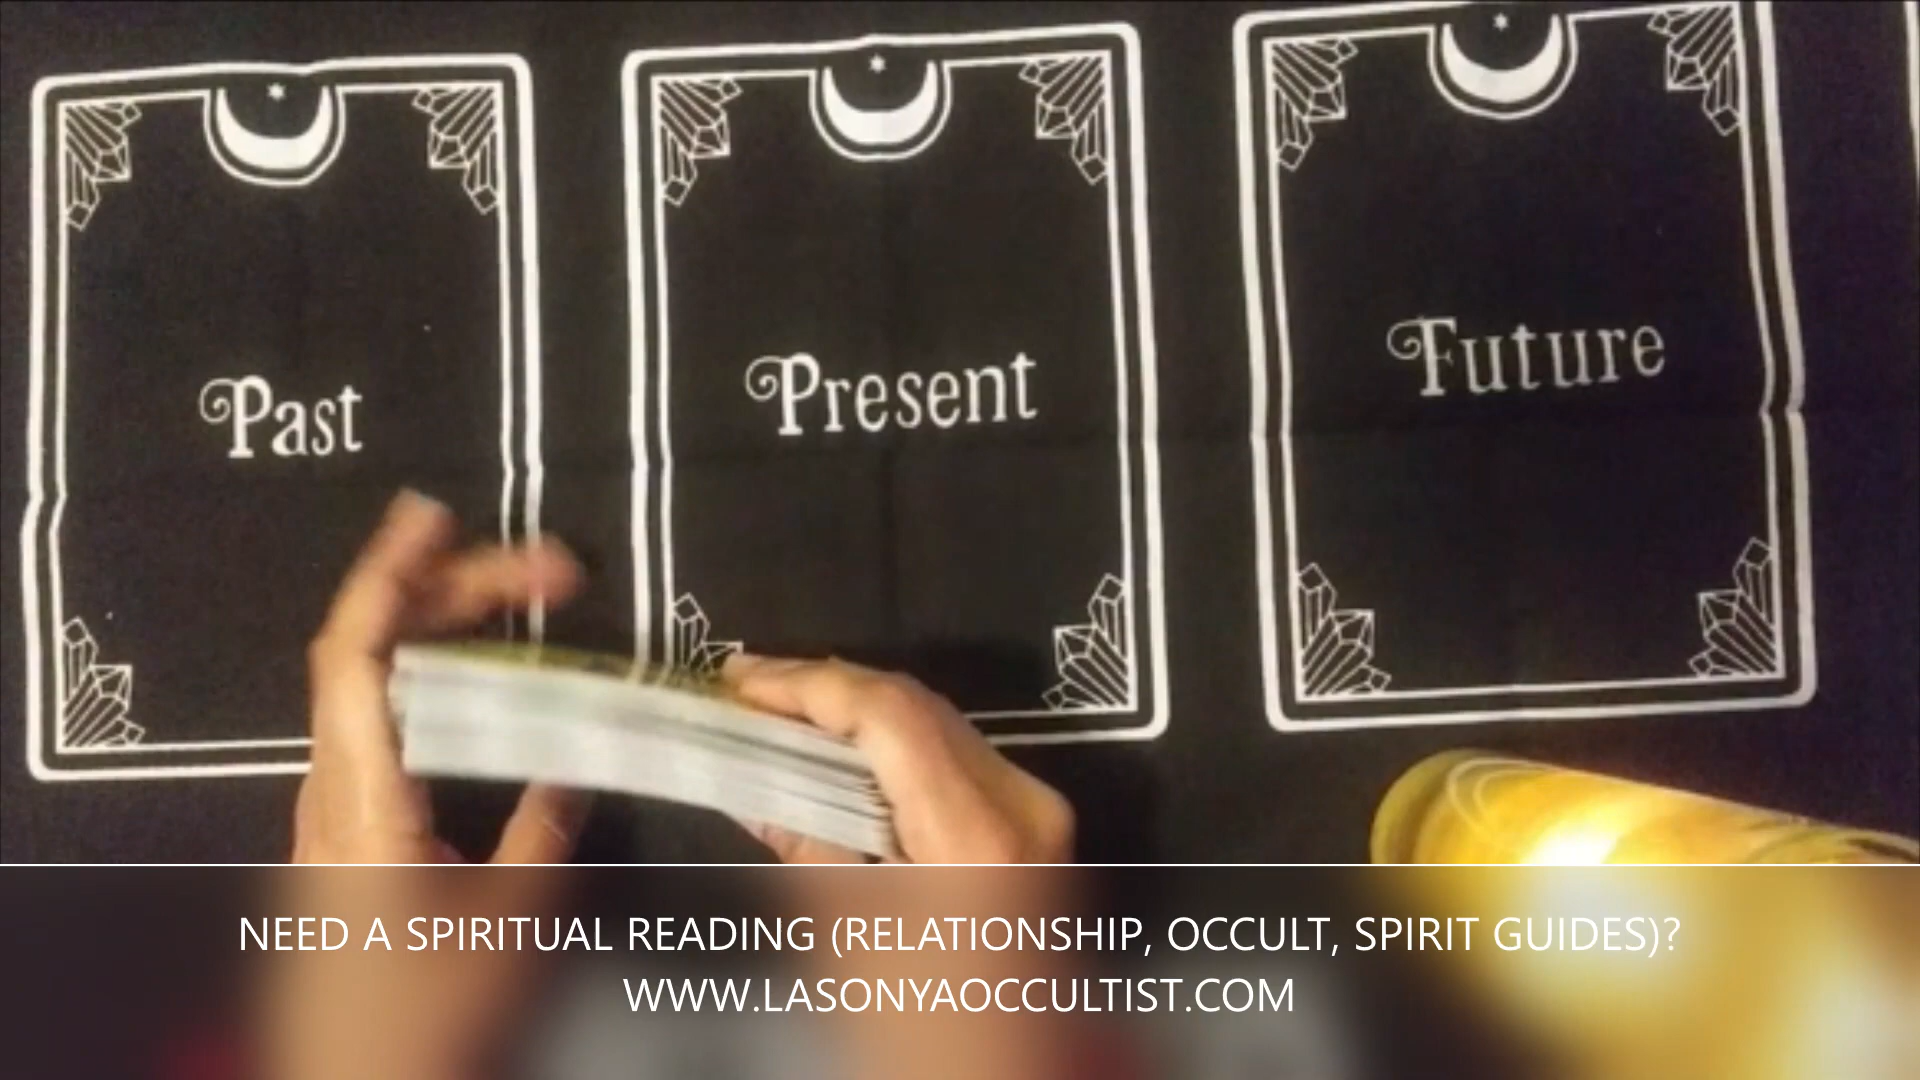 Past
Present
Future
NEED A SPIRITUAL READING (RELATIONSHIP, OCCULT, SPIRIT GUIDES)?
WWW.LASONYAOCCULTIST.COM